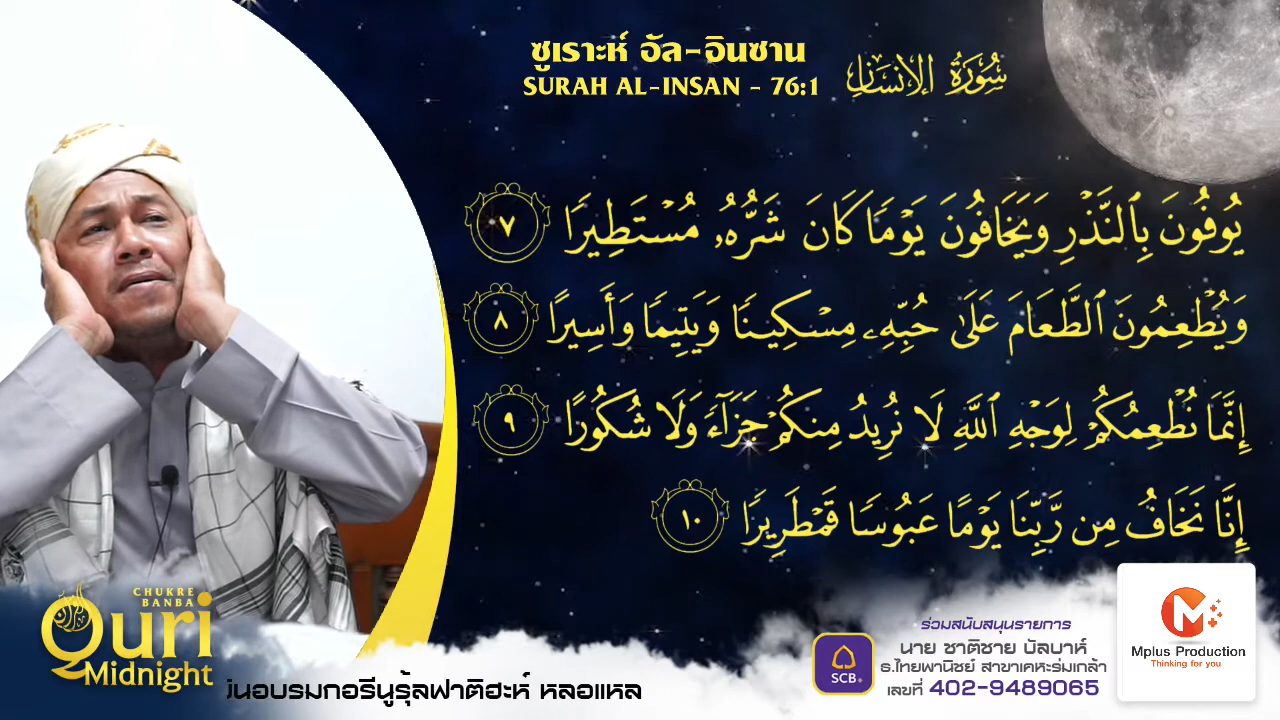 ซูเราะห์ อัล-อินซาน
SURAH AL-INSAN - 76:1
سُورَةُ الإِنْسَانِ
يُوفُونَ بِٱلنَّذْرِ وَيَخَافُونَ يَوْمًا كَانَ شَرُّهُۥ مُسْتَطِيرًا ٧
وَيُطْعِمُونَ ٱلطَّعَامَ عَلَىٰ حُبِّهِۦ مِسْكِينًا وَيَتِيمًا وَأَسِيرًا ٨
إِنَّمَا نُطْعِمُكُمْ لِوَجْهِ ٱللَّهِ لَا نُرِيدُ مِنكُمْ جَزَآءً وَلَا شُكُورًا ٩
إِنَّا نَخَافُ مِن رَّبِّنَا يَوْمًا عَبُوسًا قَمْطَرِيرًا ١٠
CHUKRE
BANBA
Quri
Midnight
ันอบรมกอรีนูรุ้ลฟาติฮะห์ หลอแหล
ร่วมสนับสนุนรายการ
นาย ชาติชาย บัลบาห์
ธ.ไทยพานิชย์ สาขาเคหะร่มเกล้า
เลขที่ 402-9489065
SCB
Mplus Production
Thinking for you